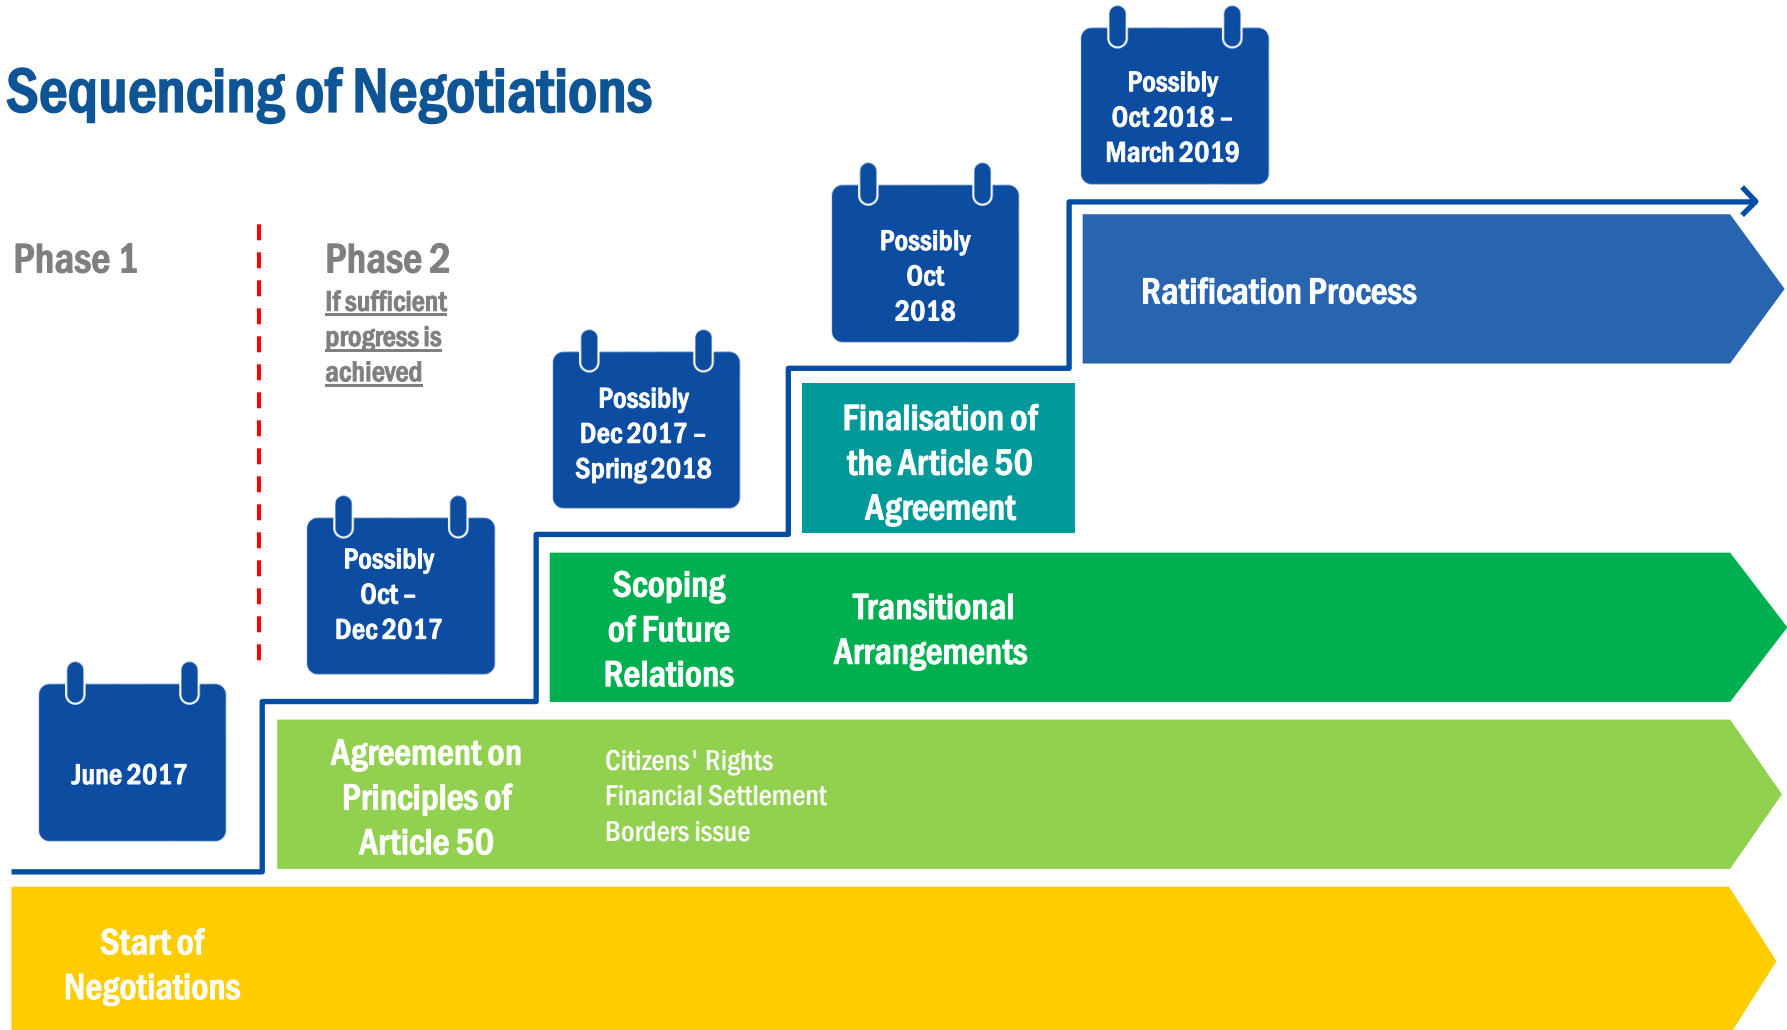 Sequencing of Negotiations
Phase 1
Phase 2
If sufficient
progress is
achieved
June 2017
Possibly
Oct –
Dec 2017
Possibly
Dec 2017 –
Spring 2018
Possibly
Oct
2018
Possibly
Oct 2018 –
March 2019
Ratification Process
Finalisation of
the Article 50
Agreement
Scoping
of Future
Relations
Transitional
Arrangements
Agreement on
Principles of
Article 50
Citizens' Rights
Financial Settlement
Borders issue
Start of
Negotiations